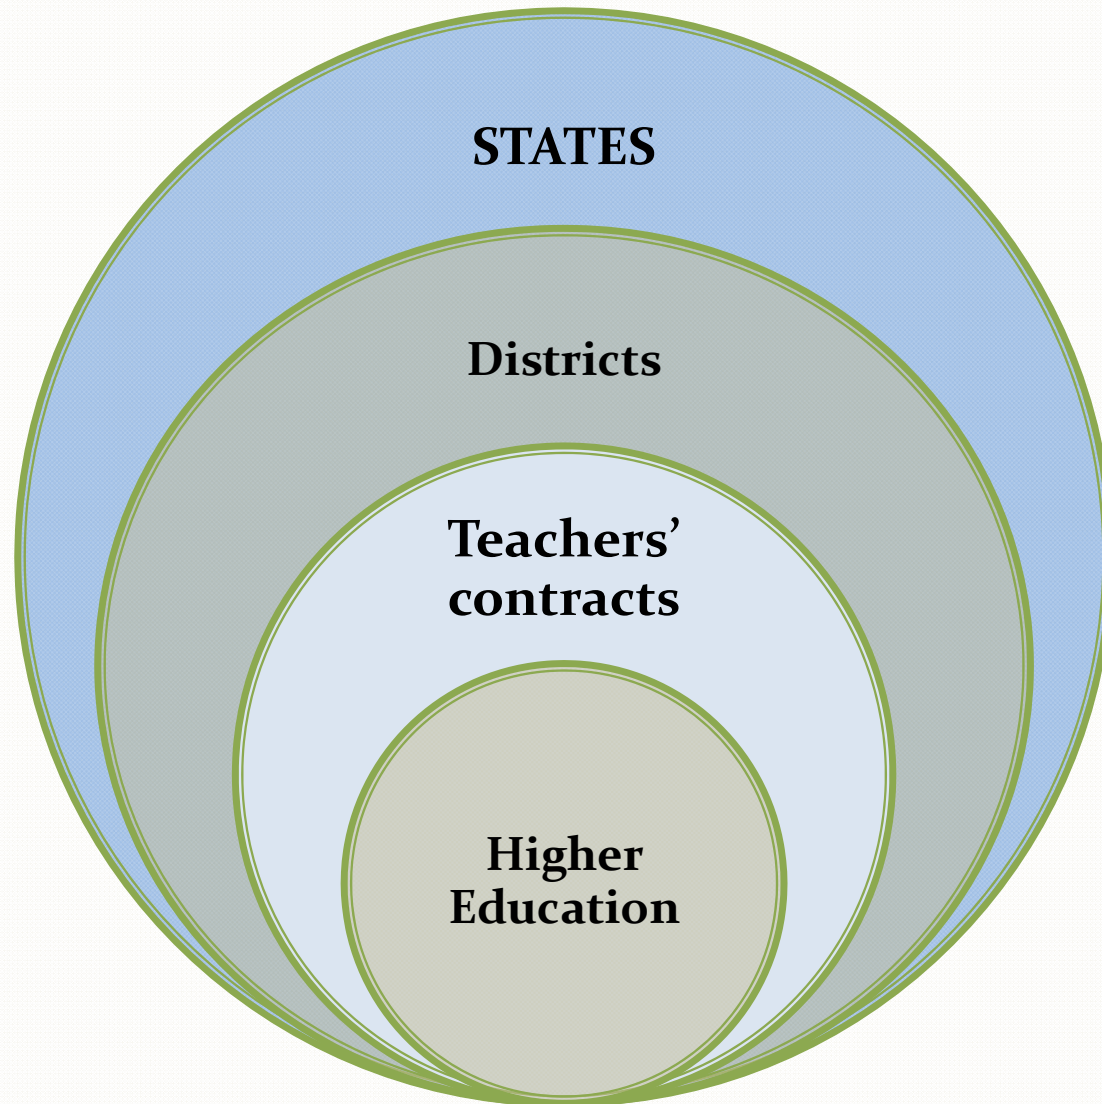 STATES
Districts
Teachers’
contracts
Higher
Education